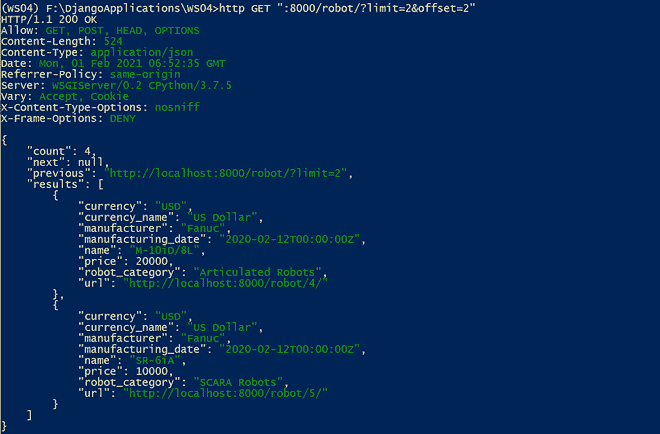 (WS04) F:\DjangoApplications\WS04>http GET ":8000/robot/?limit=2&offset=2"
HTTP/1.1 200 OK
Allow: GET, POST, HEAD, OPTIONS
Content-Length: 524
Content-Type: application/json
Date: Mon, 01 Feb 2021 06:52:35 GMT
Referrer-Policy: same-origin
Server: WSGIServer/0.2 CPython/3.7.5
Vary: Accept, Cookie
X-Content-Type-Options: nosniff
X-Frame-Options: DENY
{
    "count": 4,
    "next": null,
    "previous": "http://localhost:8000/robot/?limit=2",
    "results": [
        {
            "currency": "USD",
            "currency_name": "US Dollar",
            "manufacturer": "Fanuc",
            "manufacturing_date": "2020-02-12T00:00:00Z",
            "name": "M-10iD/8L",
            "price": 20000,
            "robot_category": "Articulated Robots",
            "url": "http://localhost:8000/robot/4/"
        },
        {
            "currency": "USD",
            "currency_name": "US Dollar",
            "manufacturer": "Fanuc",
            "manufacturing_date": "2020-02-12T00:00:00Z",
            "name": "SR-6iA",
            "price": 10000,
            "robot_category": "SCARA Robots",
            "url": "http://localhost:8000/robot/5/"
        }
    ]
}